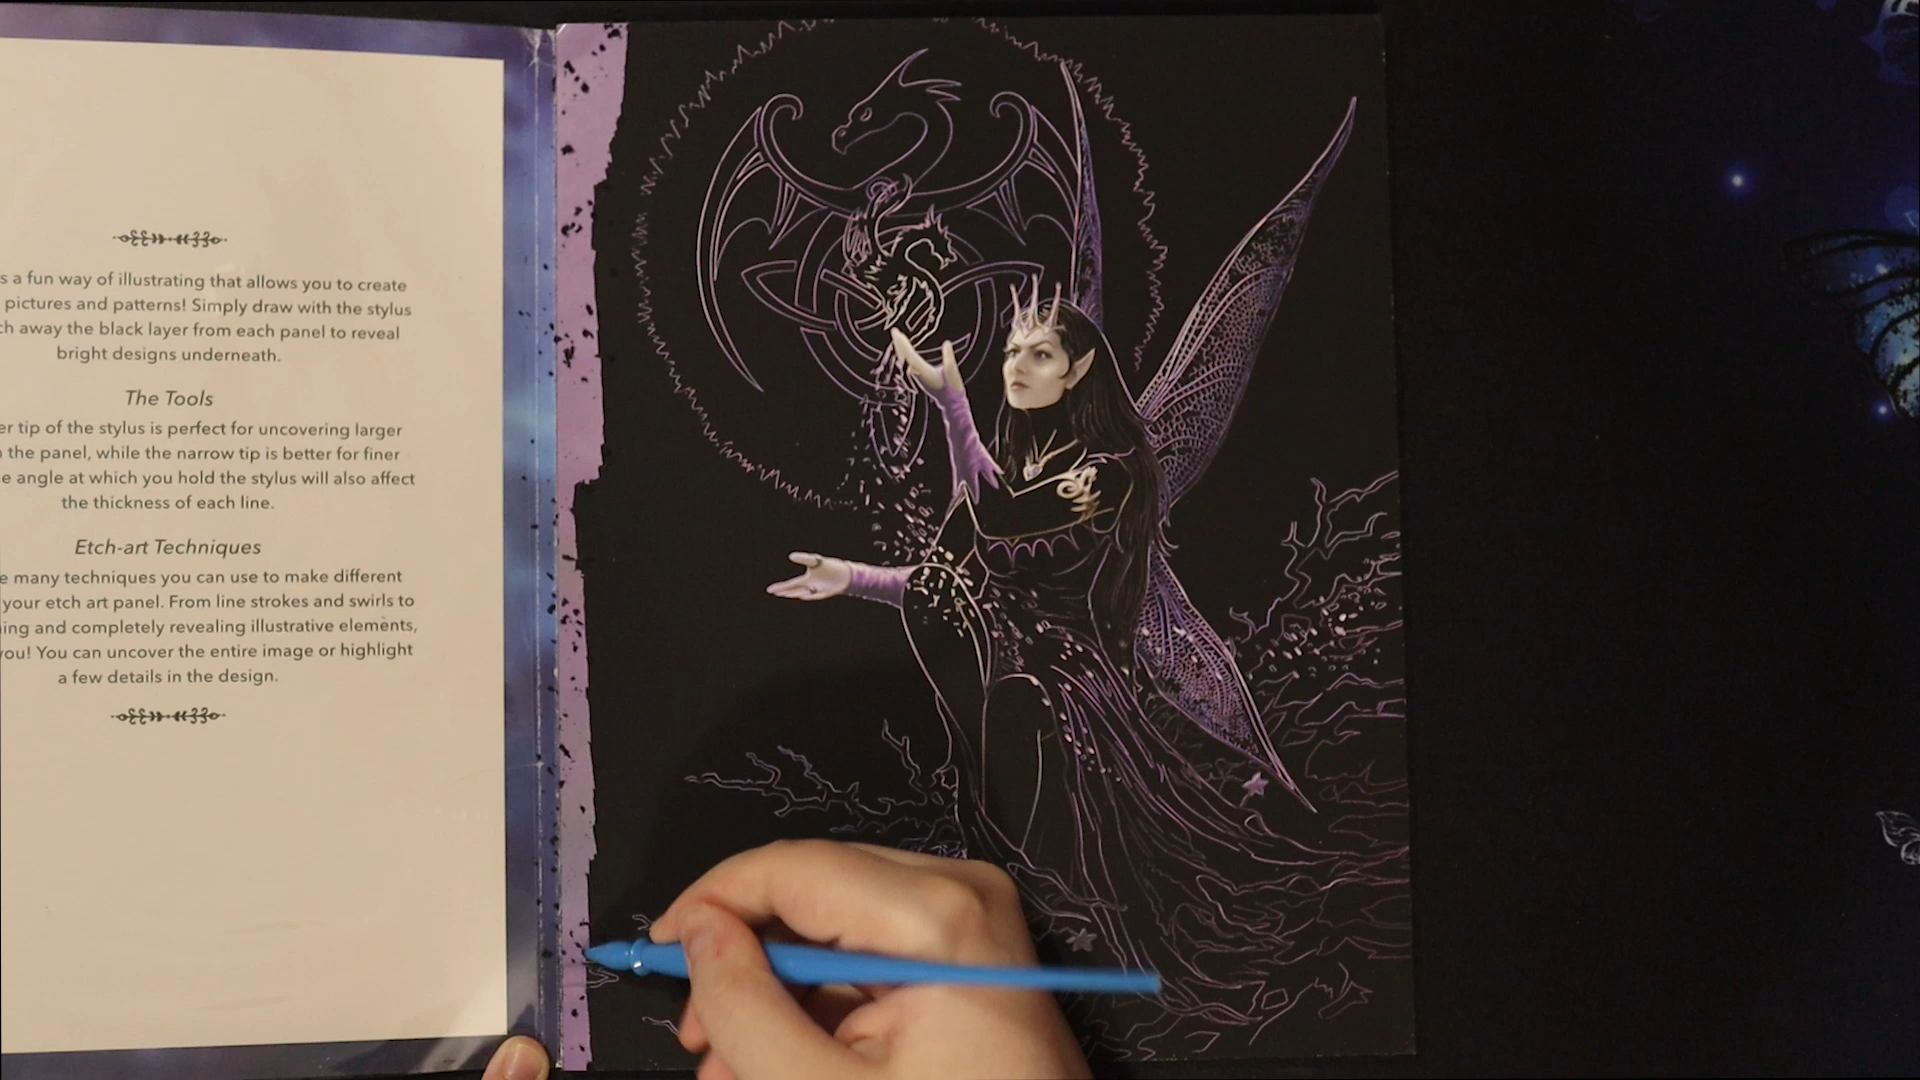 s a fun way of illustrating that allows you to create
pictures and patterns! Simply draw with the stylus
ch away the black layer from each panel to reveal
bright designs underneath.
The Tools
er tip of the stylus is perfect for uncovering larger
the panel, while the narrow tip is better for finer
e angle at which you hold the stylus will also affect
the thickness of each line.
Etch-art Techniques
e many techniques you can use to make different
your etch art panel. From line strokes and swirls to
ing and completely revealing illustrative elements,
you! You can uncover the entire image or highlight
a few details in the design.